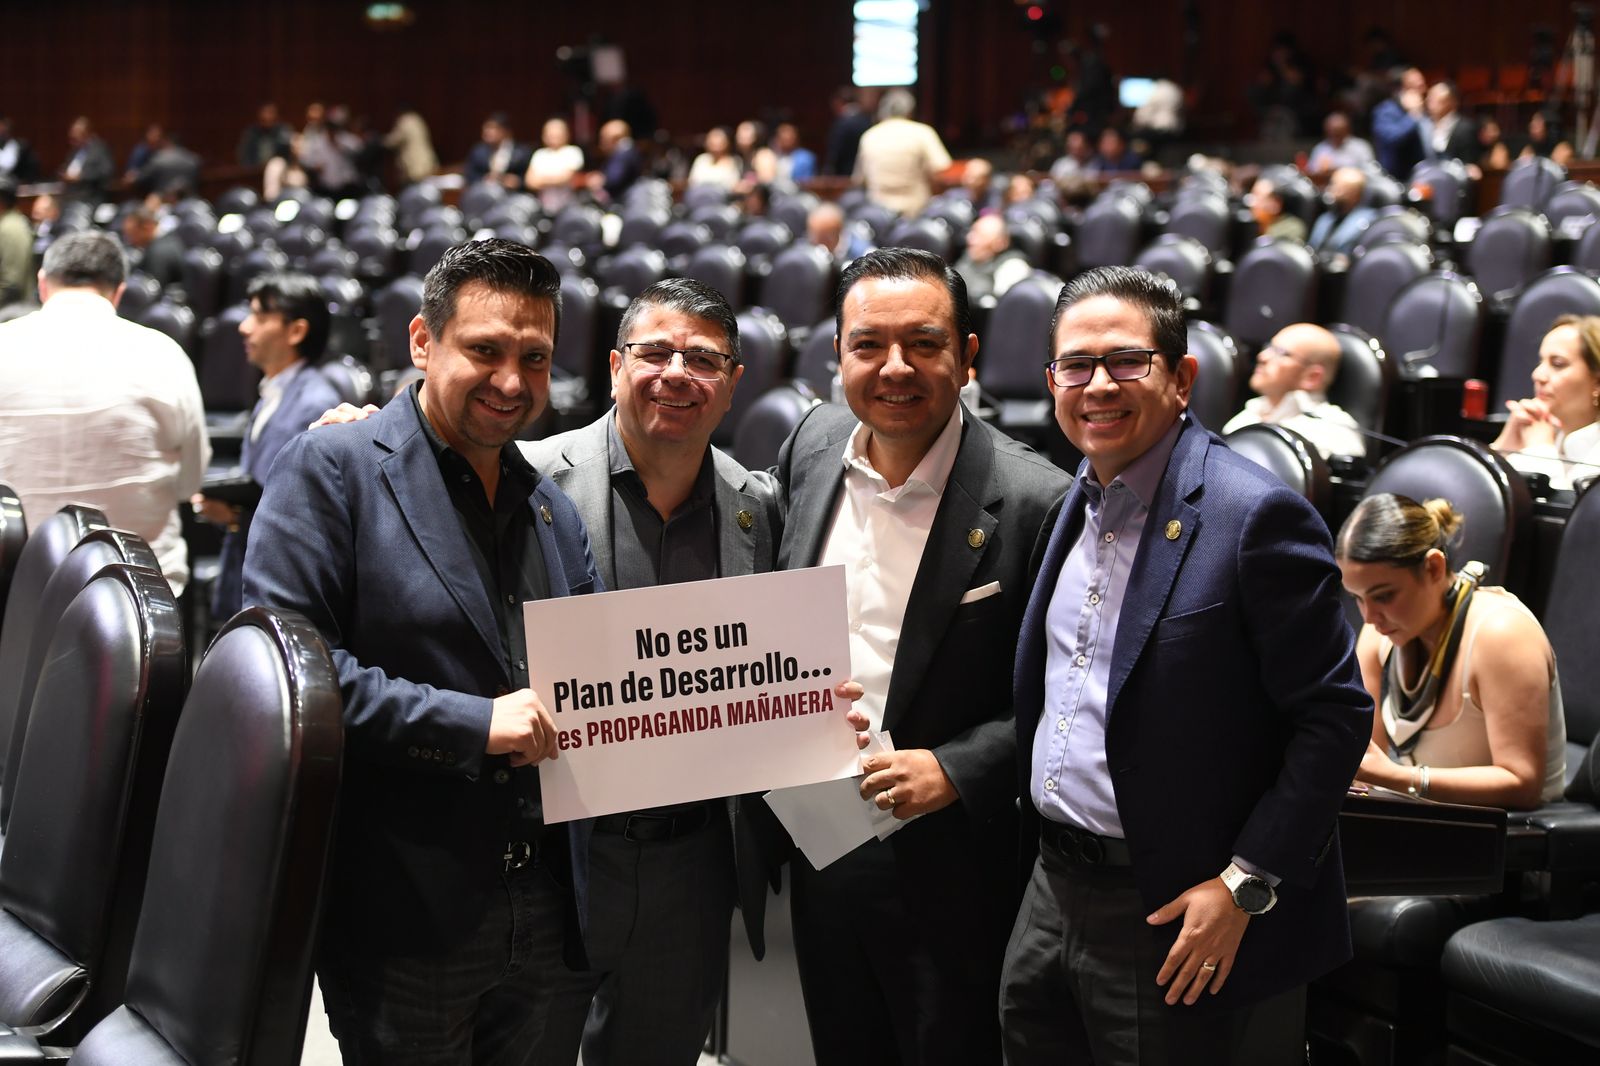 No es un
Plan de Desarrollo...
es PROPAGANDA MAÑANERA